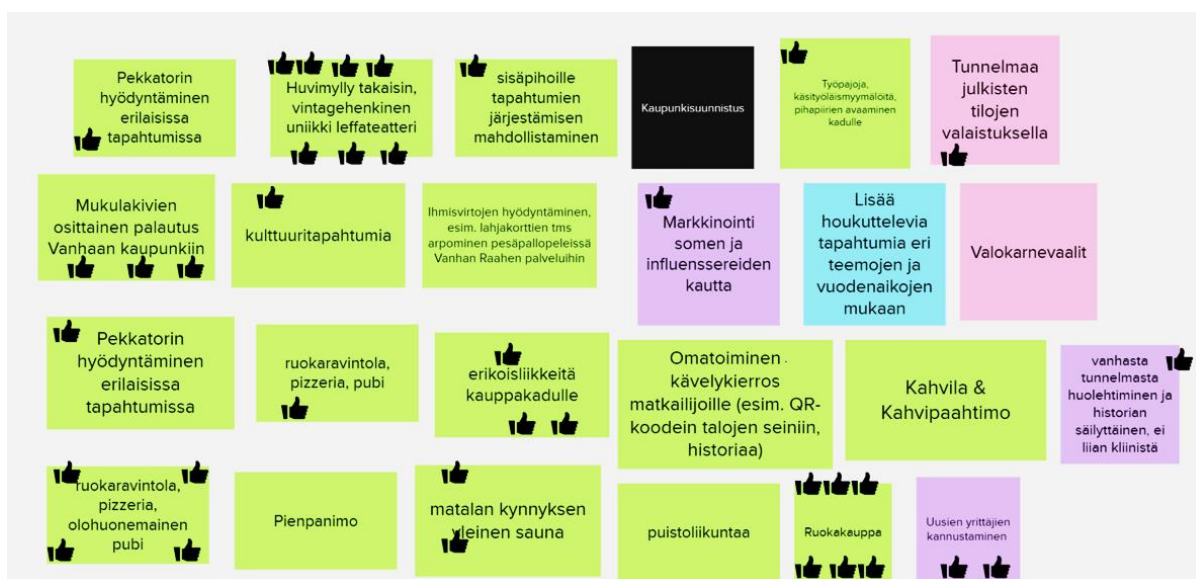 Pekkatorin
hyödyntäminen
erilaisissa
tapahtumissa
Huvimylly takaisin,
vintagehenkinen
uniikki leffateatteri
sisäpihoille
tapahtumien
järjestämisen
mahdollistaminen
Kaupunkisuunnistus
Työpajoja,
käsityöläismyymälöitä,
pihapiirien avaaminen
kadulle
Tunnelmaa
julkisten
tilojen
valaistuksella
Mukulakivien
osittainen palautus
Vanhaan kaupunkiin
kulttuuritapahtumia
Ihmisvirtojen hyödyntäminen,
esim. lahjakorttien tms
arpominen pesäpallopeleissä
Vanhan Raahen palveluihin
Markkinointi
somen ja
influenssereiden
kautta
Lisää
houkuttelevia
tapahtumia eri
teemojen ja
vuodenaikojen
mukaan
Valokarnevaalit
Pekkatorin
hyödyntäminen
erilaisissa
tapahtumissa
ruokaravintola,
pizzeria, pubi
erikoisliikkeitä
kauppakadulle
Omatoiminen
kävelykierros
matkailijoille (esim. QR-
koodein talojen seiniin,
historiaa)
Kahvila &
Kahvipaahtimo
vanhasta
tunnelmasta
huolehtiminen ja
historian
säilyttäinen, ei
liian kliinistä
ruokaravintola,
pizzeria,
olohuonemainen
pubi
Pienpanimo
matalan kynnyksen
yleinen sauna
puistoliikuntaa
Ruokakauppa
Uusien yrittäjien
kannustaminen